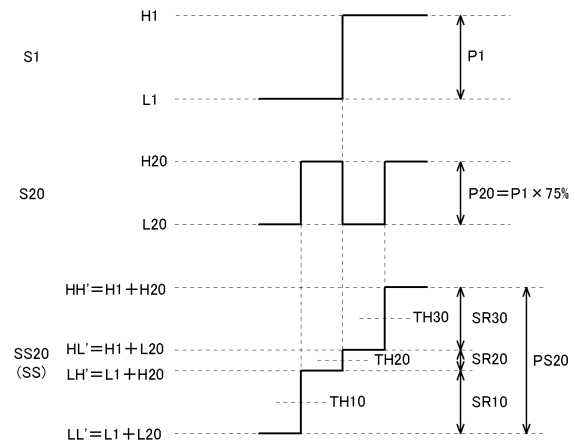 H1
S1
P1
L1
H20
S20
P20=P1×75%
L20
HH'=H1+H20
TH30
SR30
HL'=H1+L20
SS20
(SS)
TH20
SR20
PS20
LH'=L1+H20
TH10
SR10
LL'=L1+L20